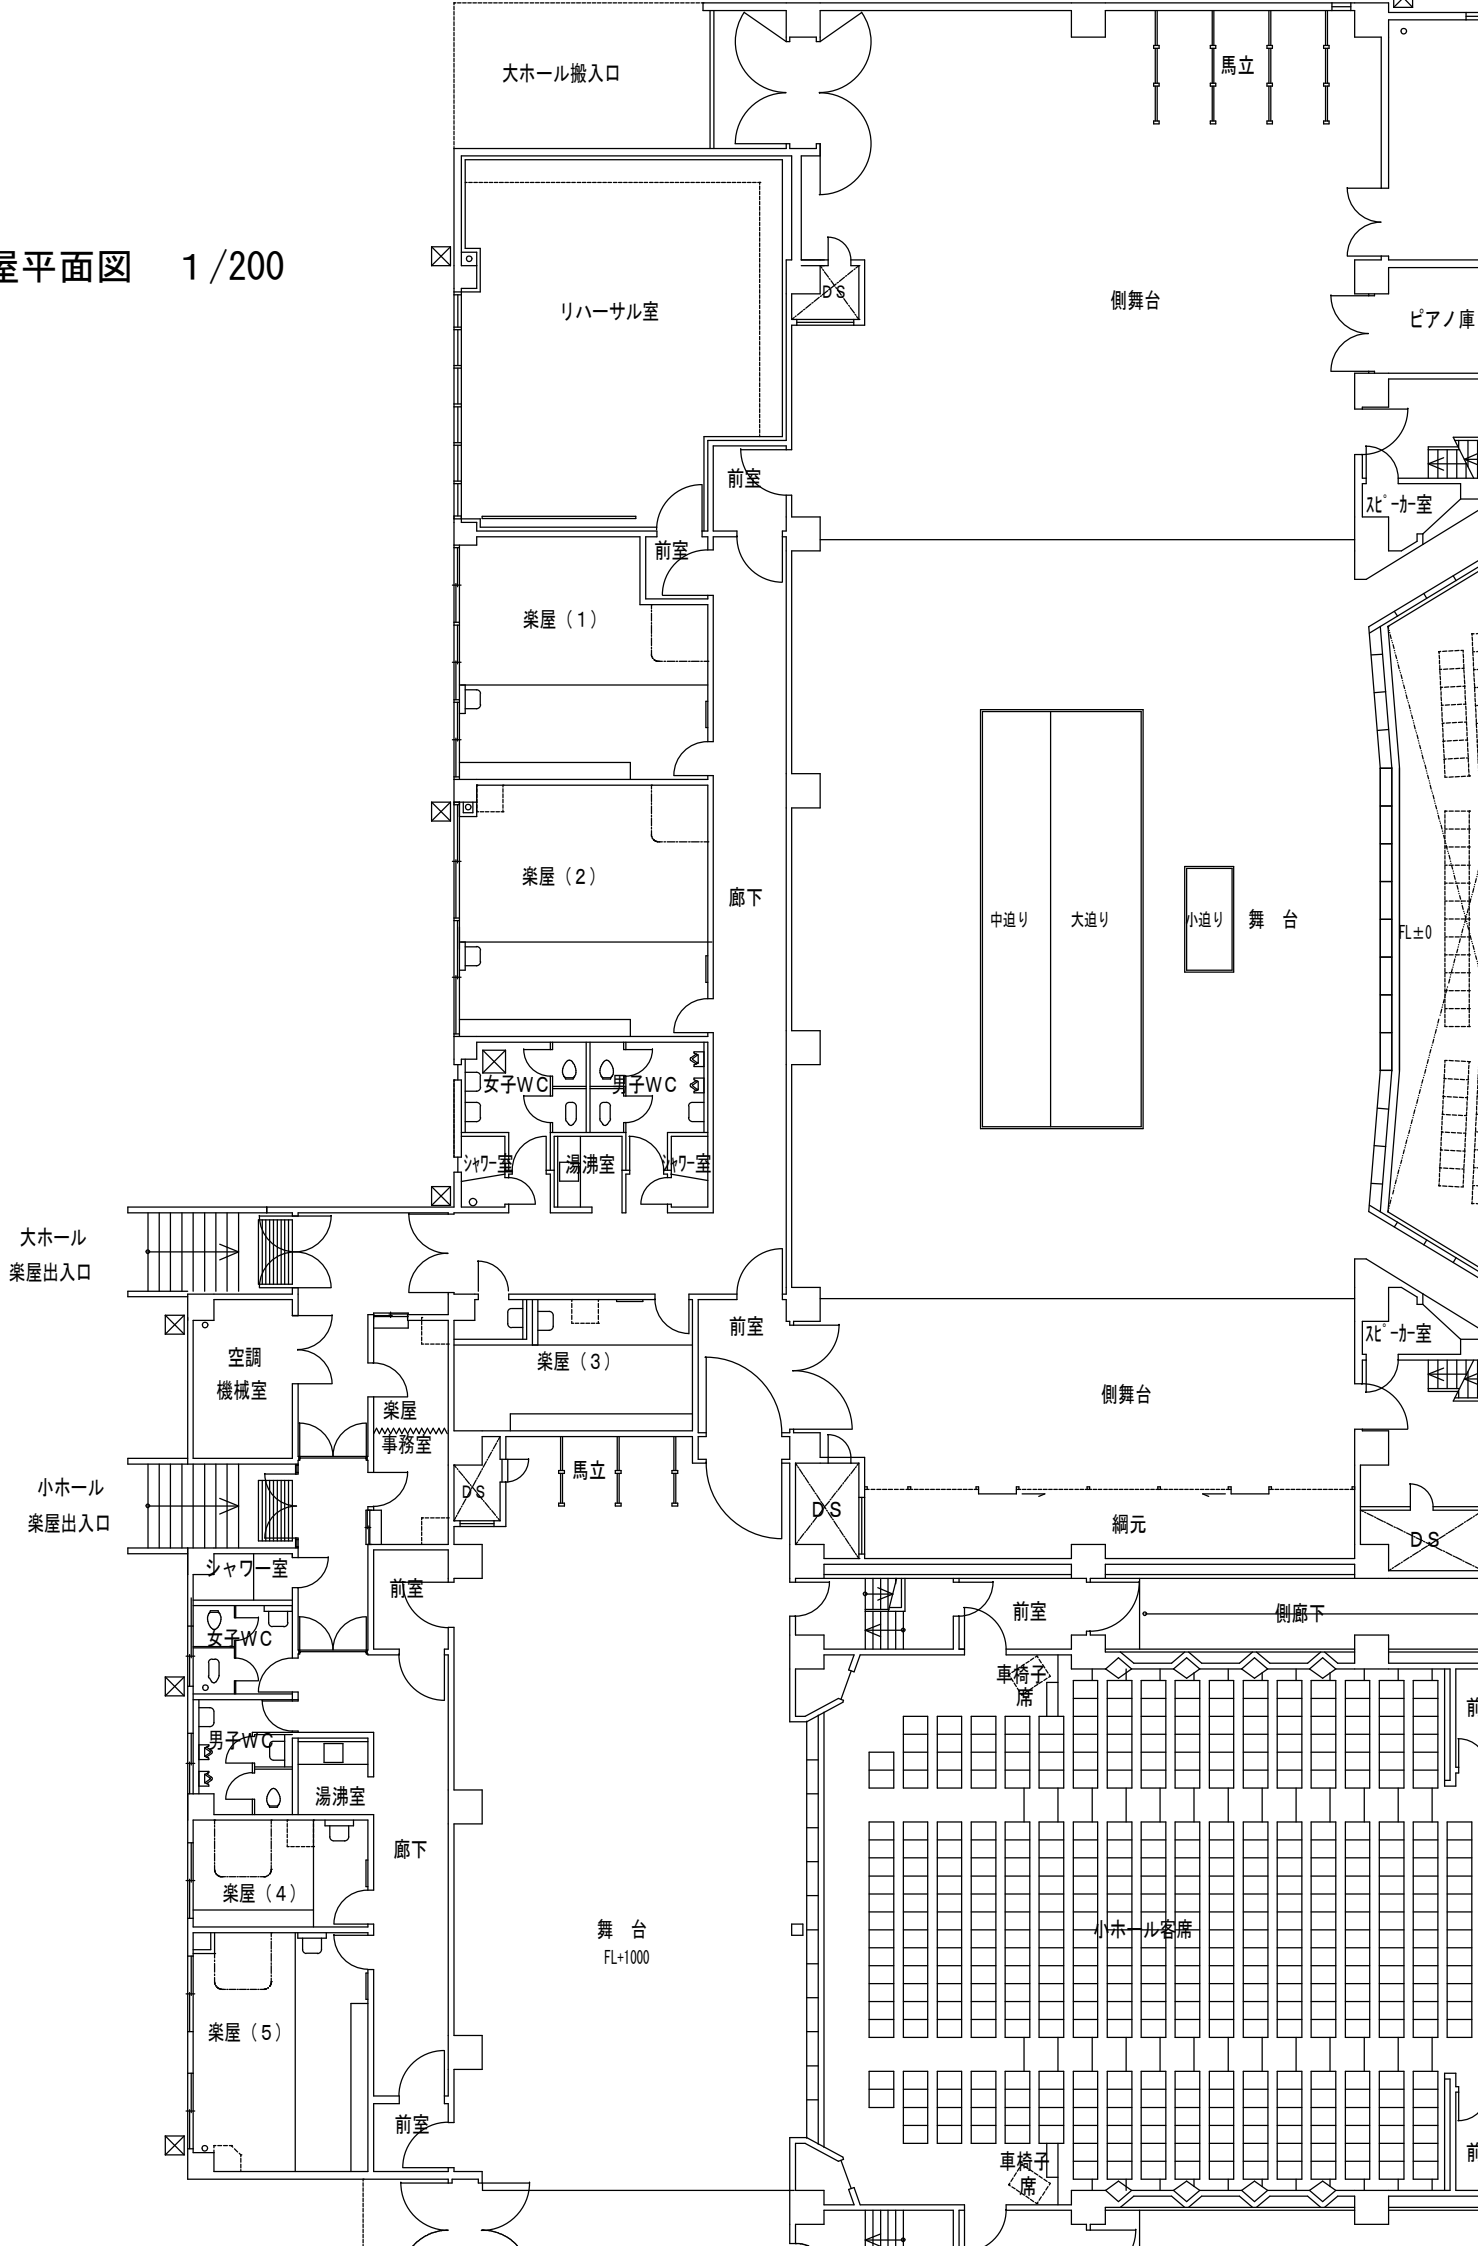 大ホール搬入口
馬立
屋平面図 1/200
リハーサル室
DS
側舞台
ピアノ庫
前室
スピーカー室
前室
楽屋(1)
楽屋(2)
廊下
中迫り
大迫り
小迫り
舞 台
FL±0
女子WC
男子WC
シャワー室
湯沸室
シャワー室
大ホール
楽屋出入口
空調
機械室
楽屋
事務室
楽屋(3)
前室
スピーカー室
側舞台
小ホール
楽屋出入口
DS
馬立
DS
綱元
DS
シャワー室
前室
前室
側廊下
女子WC
車椅子
席
前
男子WC
湯沸室
廊下
楽屋(4)
舞 台
FL+1000
小ホール客席
楽屋(5)
前室
車椅子
席
前